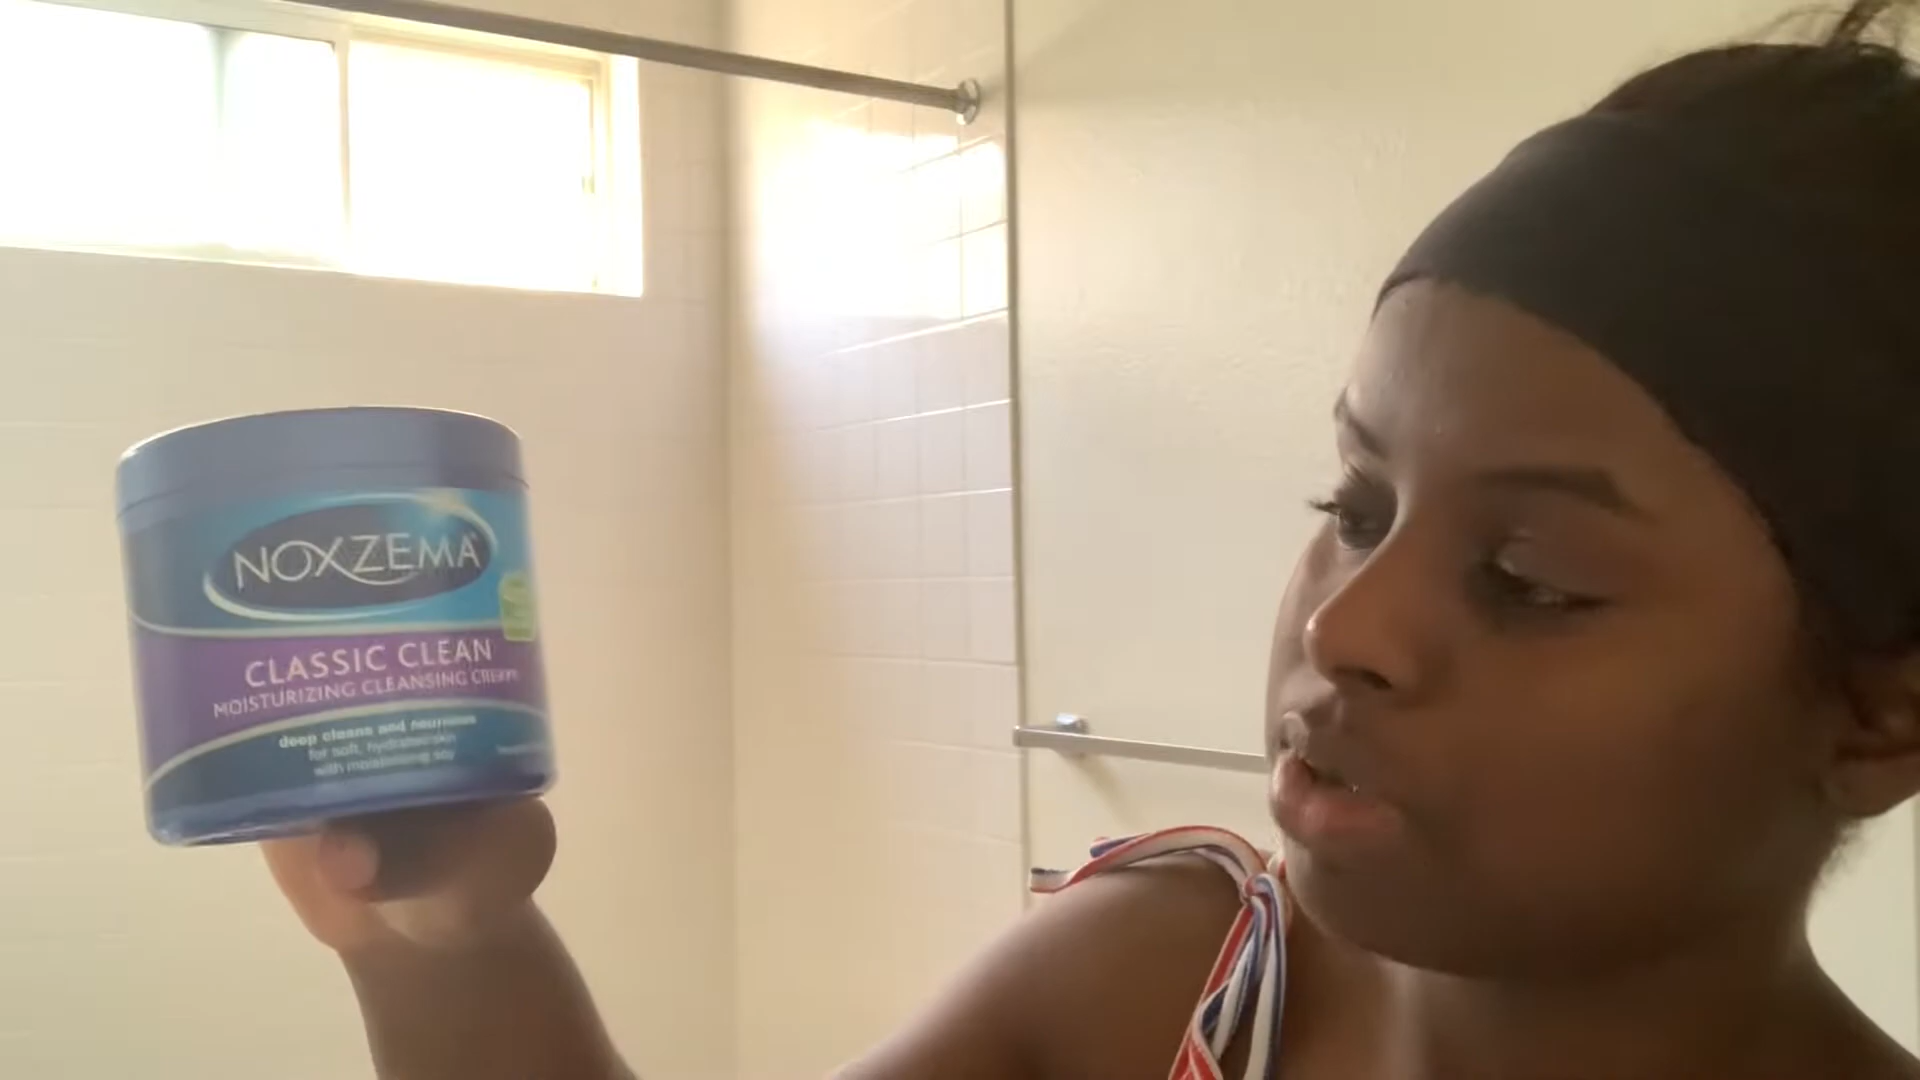 NOXZEMA
CLASSIC CLEAN
MOISTURIZING CLEANSING CREAM
deep cleans and nourishes
for soft, hydrated skin
with moisturizing soy